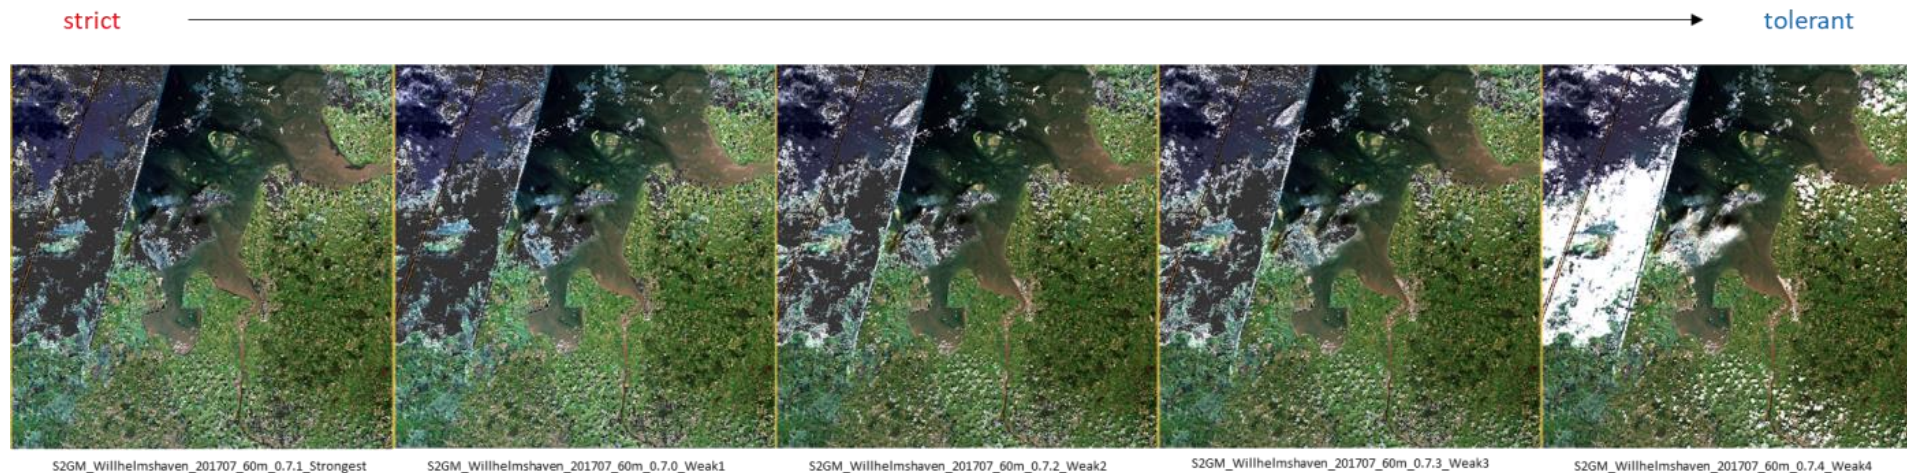 strict
tolerant
S2GM_Willhelmshaven_201707_60m_0.7.1_Strongest
S2GM_Willhelmshaven_201707_60m_0.7.0_Weak1
S2GM_Willhelmshaven_201707_60m_0.7.2_Weak2
S2GM_Willhelmshaven_201707_60m_0.7.3_Weak3
S2GM_Willhelmshaven_201707_60m_0.7.4_Weak4